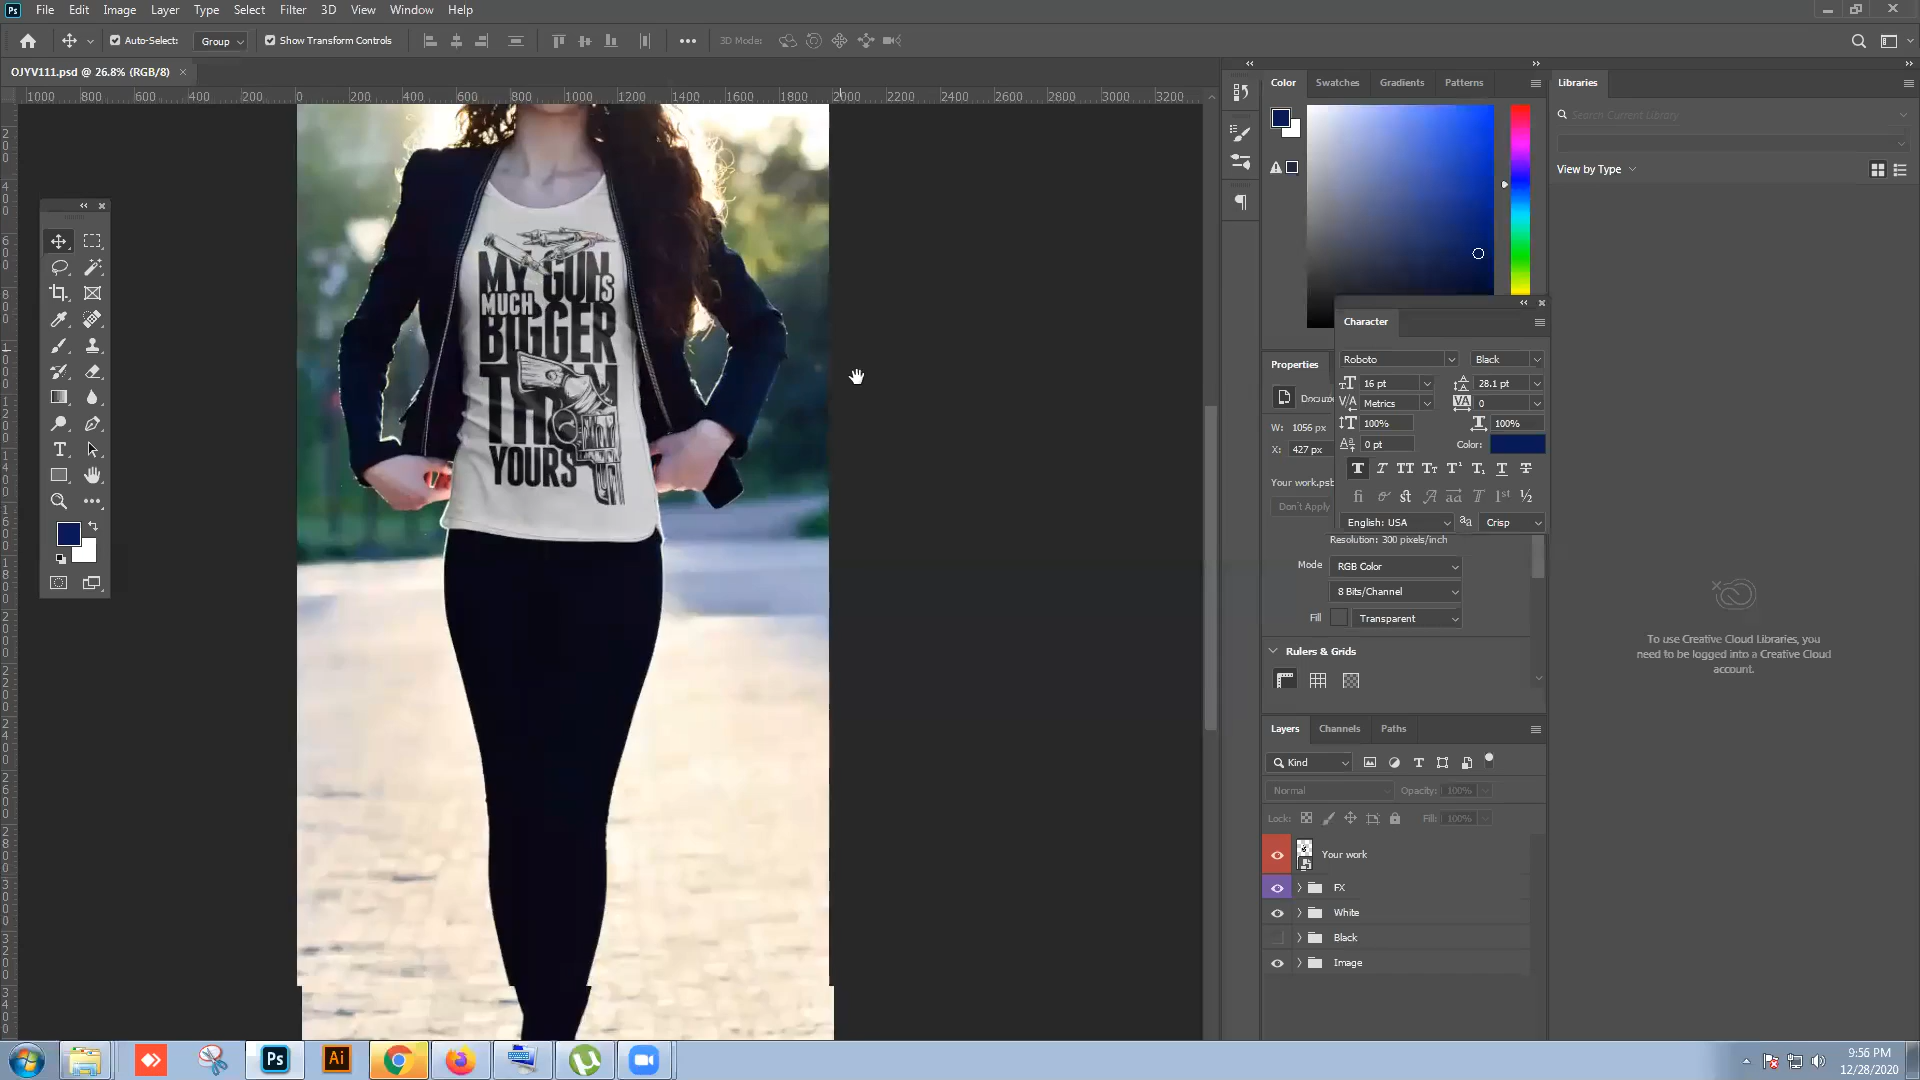 Ps File Edit Image Layer Type Select Filter 3D View Window Help
Auto-Select: Group Show Transform Controls 3D Mode:
OJYV111.psd @ 26.8% (RGB/8)
1000 800 600 400 200 0 200 400 600 800 1000 1200 1400 1600 1800 2000 2200 2400 2600 2800 3000 3200
MY GUN IS
MUCH
BIGGER
THAN
YOURS
Color Swatches Gradients Patterns
Character
Roboto Black
16 pt 28.1 pt
Metrics 0
100% 100%
0 pt Color:
English: USA Crisp
Properties
W: 1056 px
X: 427 px
Your work.psb
Don't Apply
Resolution: 300 pixels/inch
Mode RGB Color
8 Bits/Channel
Fill Transparent
Rulers & Grids
Layers Channels Paths
Kind
Normal Opacity: 100%
Lock: Fill: 100%
Your work
FX
White
Black
Image
Libraries
Search Current Library
View by Type
To use Creative Cloud Libraries, you
need to be logged into a Creative Cloud
account.
Ps Ai
9:56 PM
12/28/2020